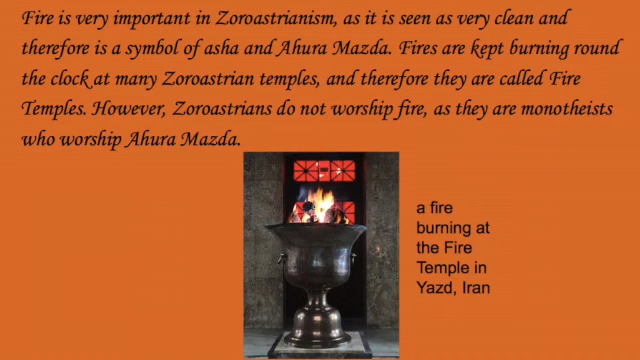 Fire is very important in Zoroastrianism, as it is seen as very clean and
therefore is a symbol of asha and Ahura Mazda. Fires are kept burning round
the clock at many Zoroastrian temples, and therefore they are called Fire
Temples. However, Zoroastrians do not worship fire, as they are monotheists
who worship Ahura Mazda.
a fire
burning at
the Fire
Temple in
Yazd, Iran